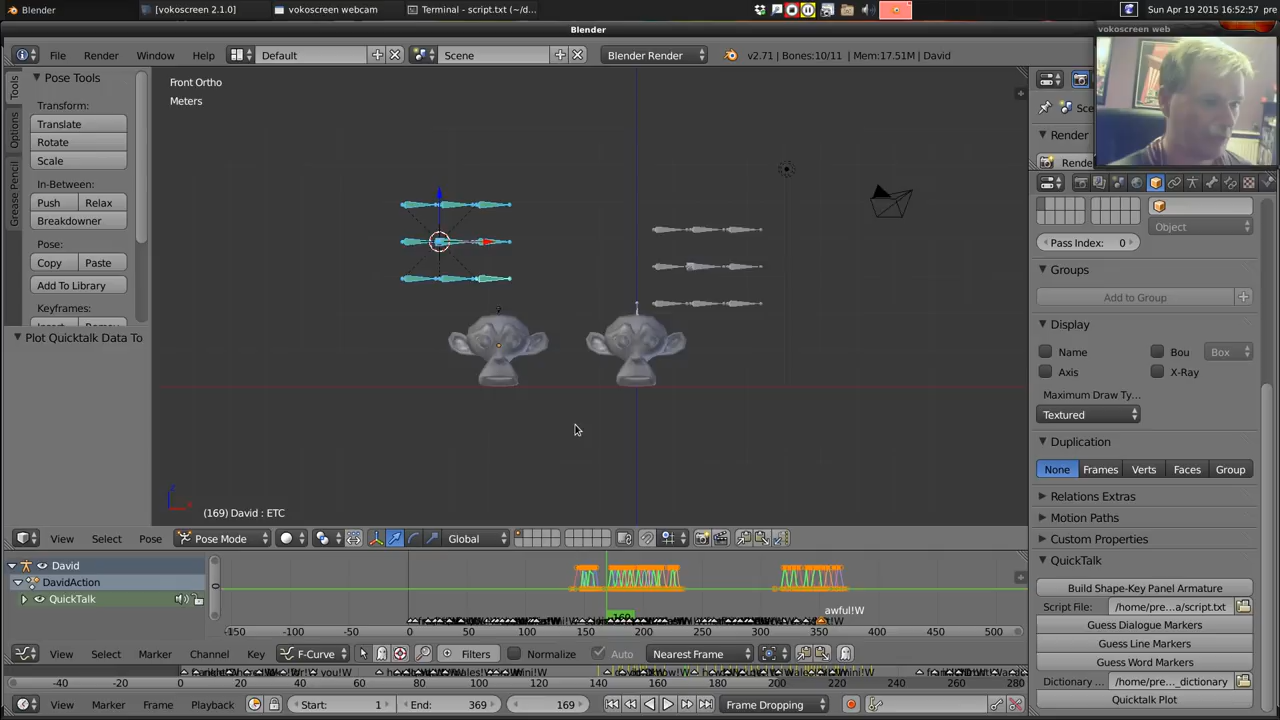 Blender
[vokoscreen 2.1.0]
vokoscreen webcam
Terminal - script.txt (~/d...
Sun Apr 19 2015 16:52:57 pre
Blender
vokoscreen web
File
Render
Window
Help
Default
Scene
Blender Render
v2.71 | Bones:10/11 | Mem:17.51M | David
Tools
Options
Grease Pencil
Pose Tools
Transform:
Translate
Rotate
Scale
In-Between:
Push
Relax
Breakdowner
Pose:
Copy
Paste
Add To Library
Keyframes:
Plot Quicktalk Data To
Front Ortho
Meters
(169) David : ETC
Sce
Render
Rende
Object
Pass Index: 0
Groups
Add to Group
Display
Name
Bou
Box
Axis
X-Ray
Maximum Draw Ty...
Textured
Duplication
None
Frames
Verts
Faces
Group
Relations Extras
Motion Paths
Custom Properties
QuickTalk
Build Shape-Key Panel Armature
Script File:
/home/pre...a/script.txt
Guess Dialogue Markers
Guess Line Markers
Guess Word Markers
Dictionary ...
/home/pre..._dictionary
Quicktalk Plot
View
Select
Pose
Pose Mode
Global
David
DavidAction
QuickTalk
169
awful!W
-150 -100 -50 0 50 100 150 200 250 300 350 400 450 500
View
Select
Marker
Channel
Key
F-Curve
Filters
Normalize
Auto
Nearest Frame
-40 -20 0 20 40 60 80 100 120 140 160 180 200 220 240 260 280
View
Marker
Frame
Playback
Start: 1
End: 369
169
Frame Dropping